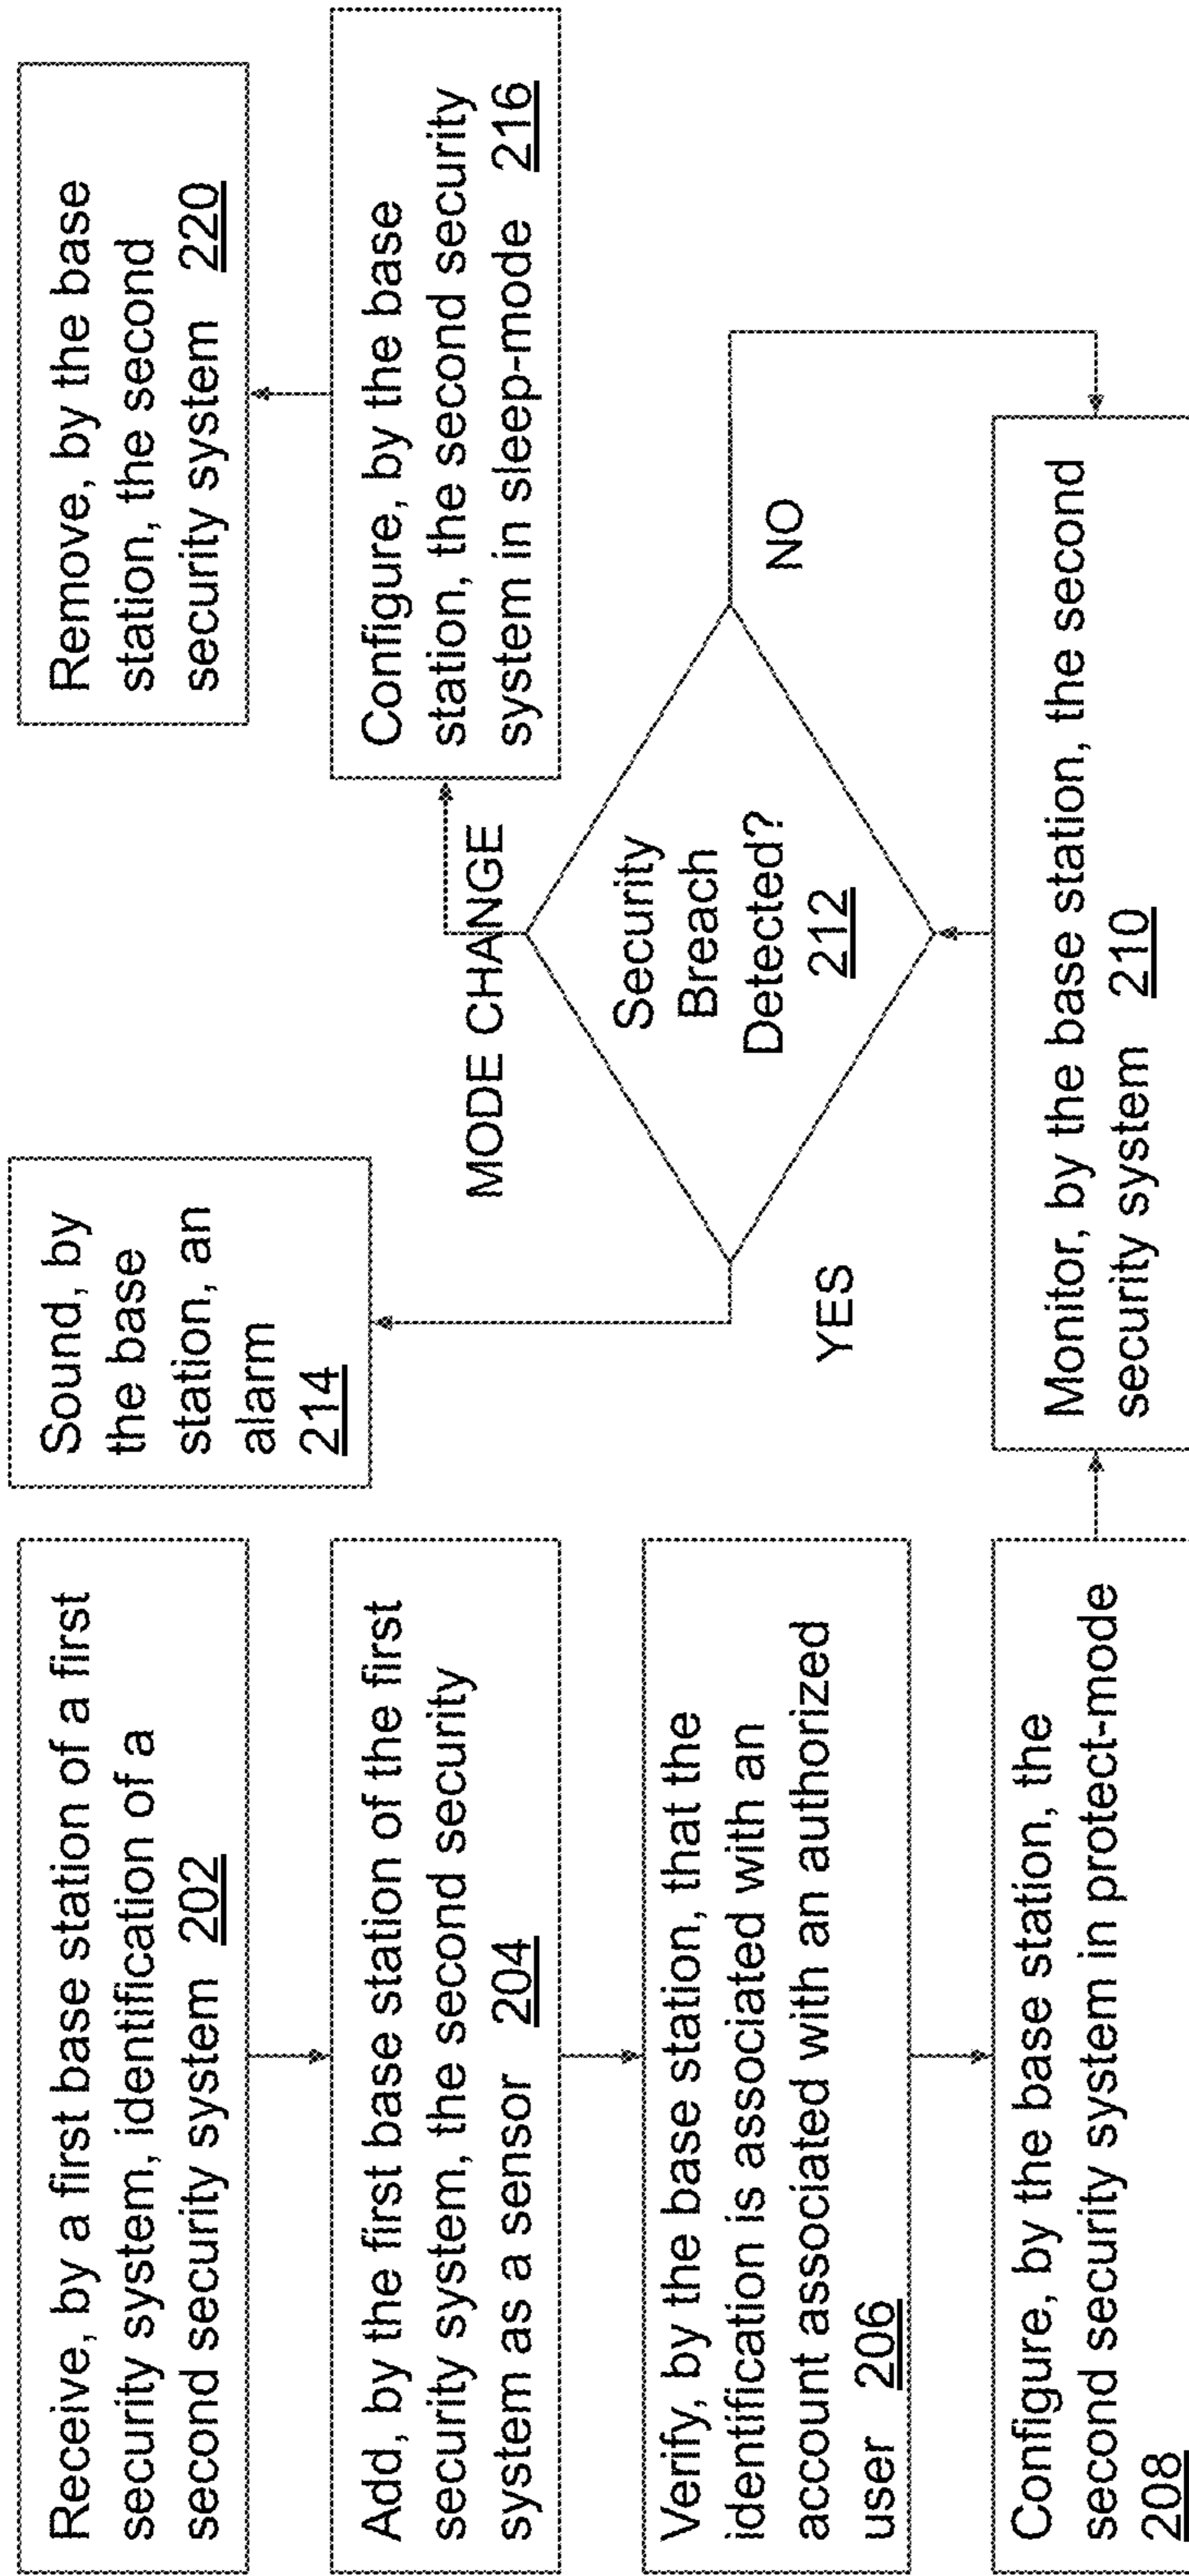 Receive, by a first base station of a first
security system, identification of a
second security system 202
Add, by the first base station of the first
security system, the second security
system as a sensor 204
Verify, by the base station, that the
identification is associated with an
account associated with an authorized
user 206
Configure, by the base station, the
second security system in protect-mode
208
Monitor, by the base station, the second
security system 210
Security
Breach
Detected?
212
YES
NO
MODE CHANGE
Sound, by
the base
station, an
alarm
214
Configure, by the base
station, the second security
system in sleep-mode 216
Remove, by the base
station, the second
security system 220